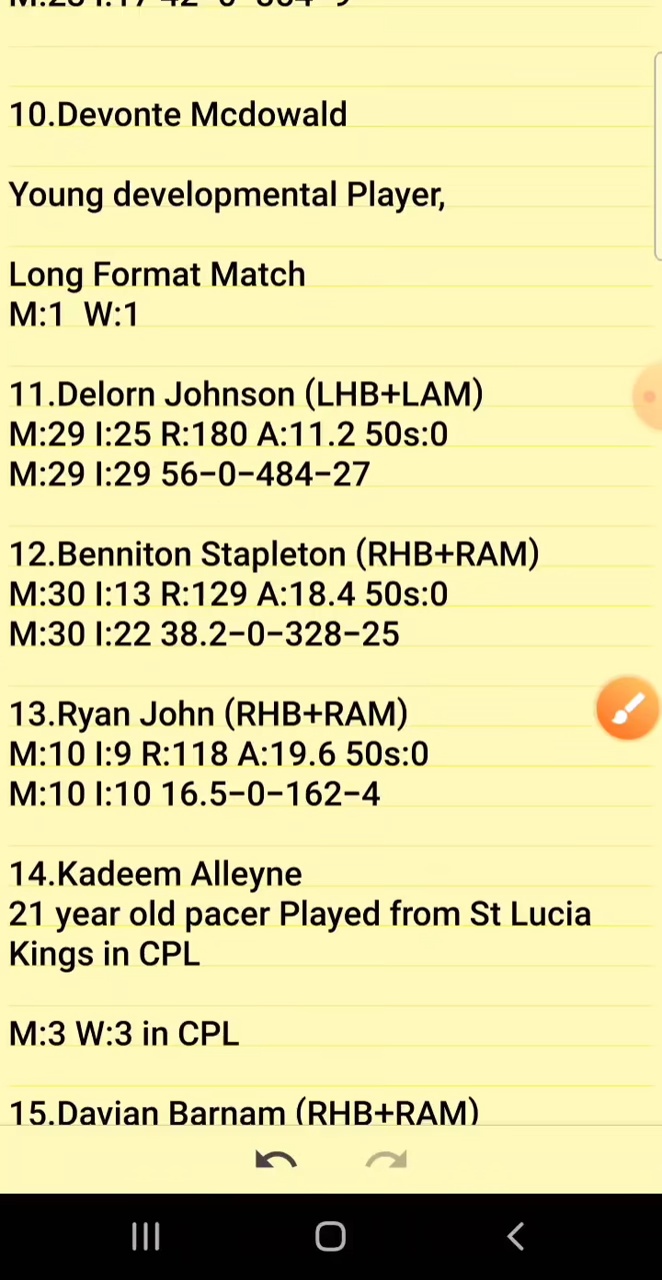 10.Devonte Mcdowald
Young developmental Player,
Long Format Match
M:1 W:1
11.Delorn Johnson (LHB+LAM)
M:29 I:25 R:180 A:11.2 50s:0
M:29 I:29 56-0-484-27
12.Benniton Stapleton (RHB+RAM)
M:30 I:13 R:129 A:18.4 50s:0
M:30 I:22 38.2-0-328-25
13.Ryan John (RHB+RAM)
M:10 I:9 R:118 A:19.6 50s:0
M:10 I:10 16.5-0-162-4
14.Kadeem Alleyne
21 year old pacer Played from St Lucia
Kings in CPL
M:3 W:3 in CPL
15.Davian Barnam (RHB+RAM)